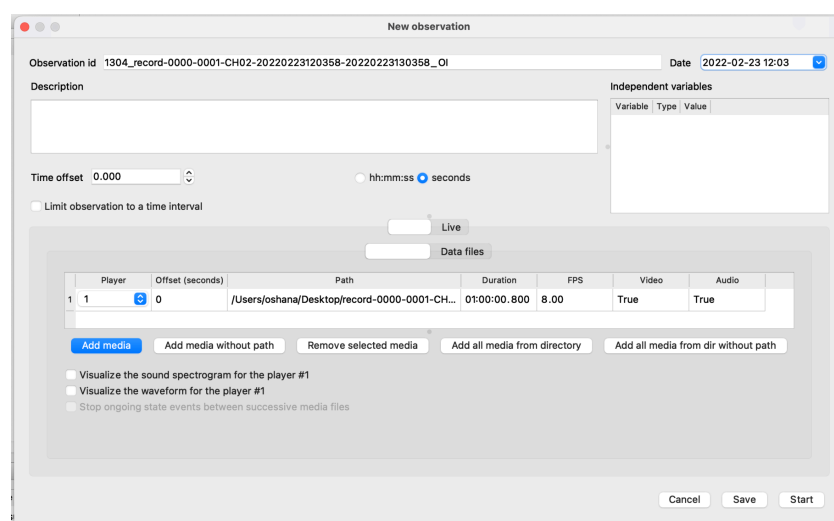 New observation
Observation id 1304_record-0000-0001-CH02-20220223120358-20220223130358_OI Date 2022-02-23 12:03
Description Independent variables
Variable Type Value
Time offset 0.000 hh:mm:ss seconds
Limit observation to a time interval
Live
Data files
Player Offset (seconds) Path Duration FPS Video Audio
1 1 0 /Users/oshana/Desktop/record-0000-0001-CH... 01:00:00.800 8.00 True True
Add media Add media without path Remove selected media Add all media from directory Add all media from dir without path
Visualize the sound spectrogram for the player #1
Visualize the waveform for the player #1
Stop ongoing state events between successive media files
Cancel Save Start